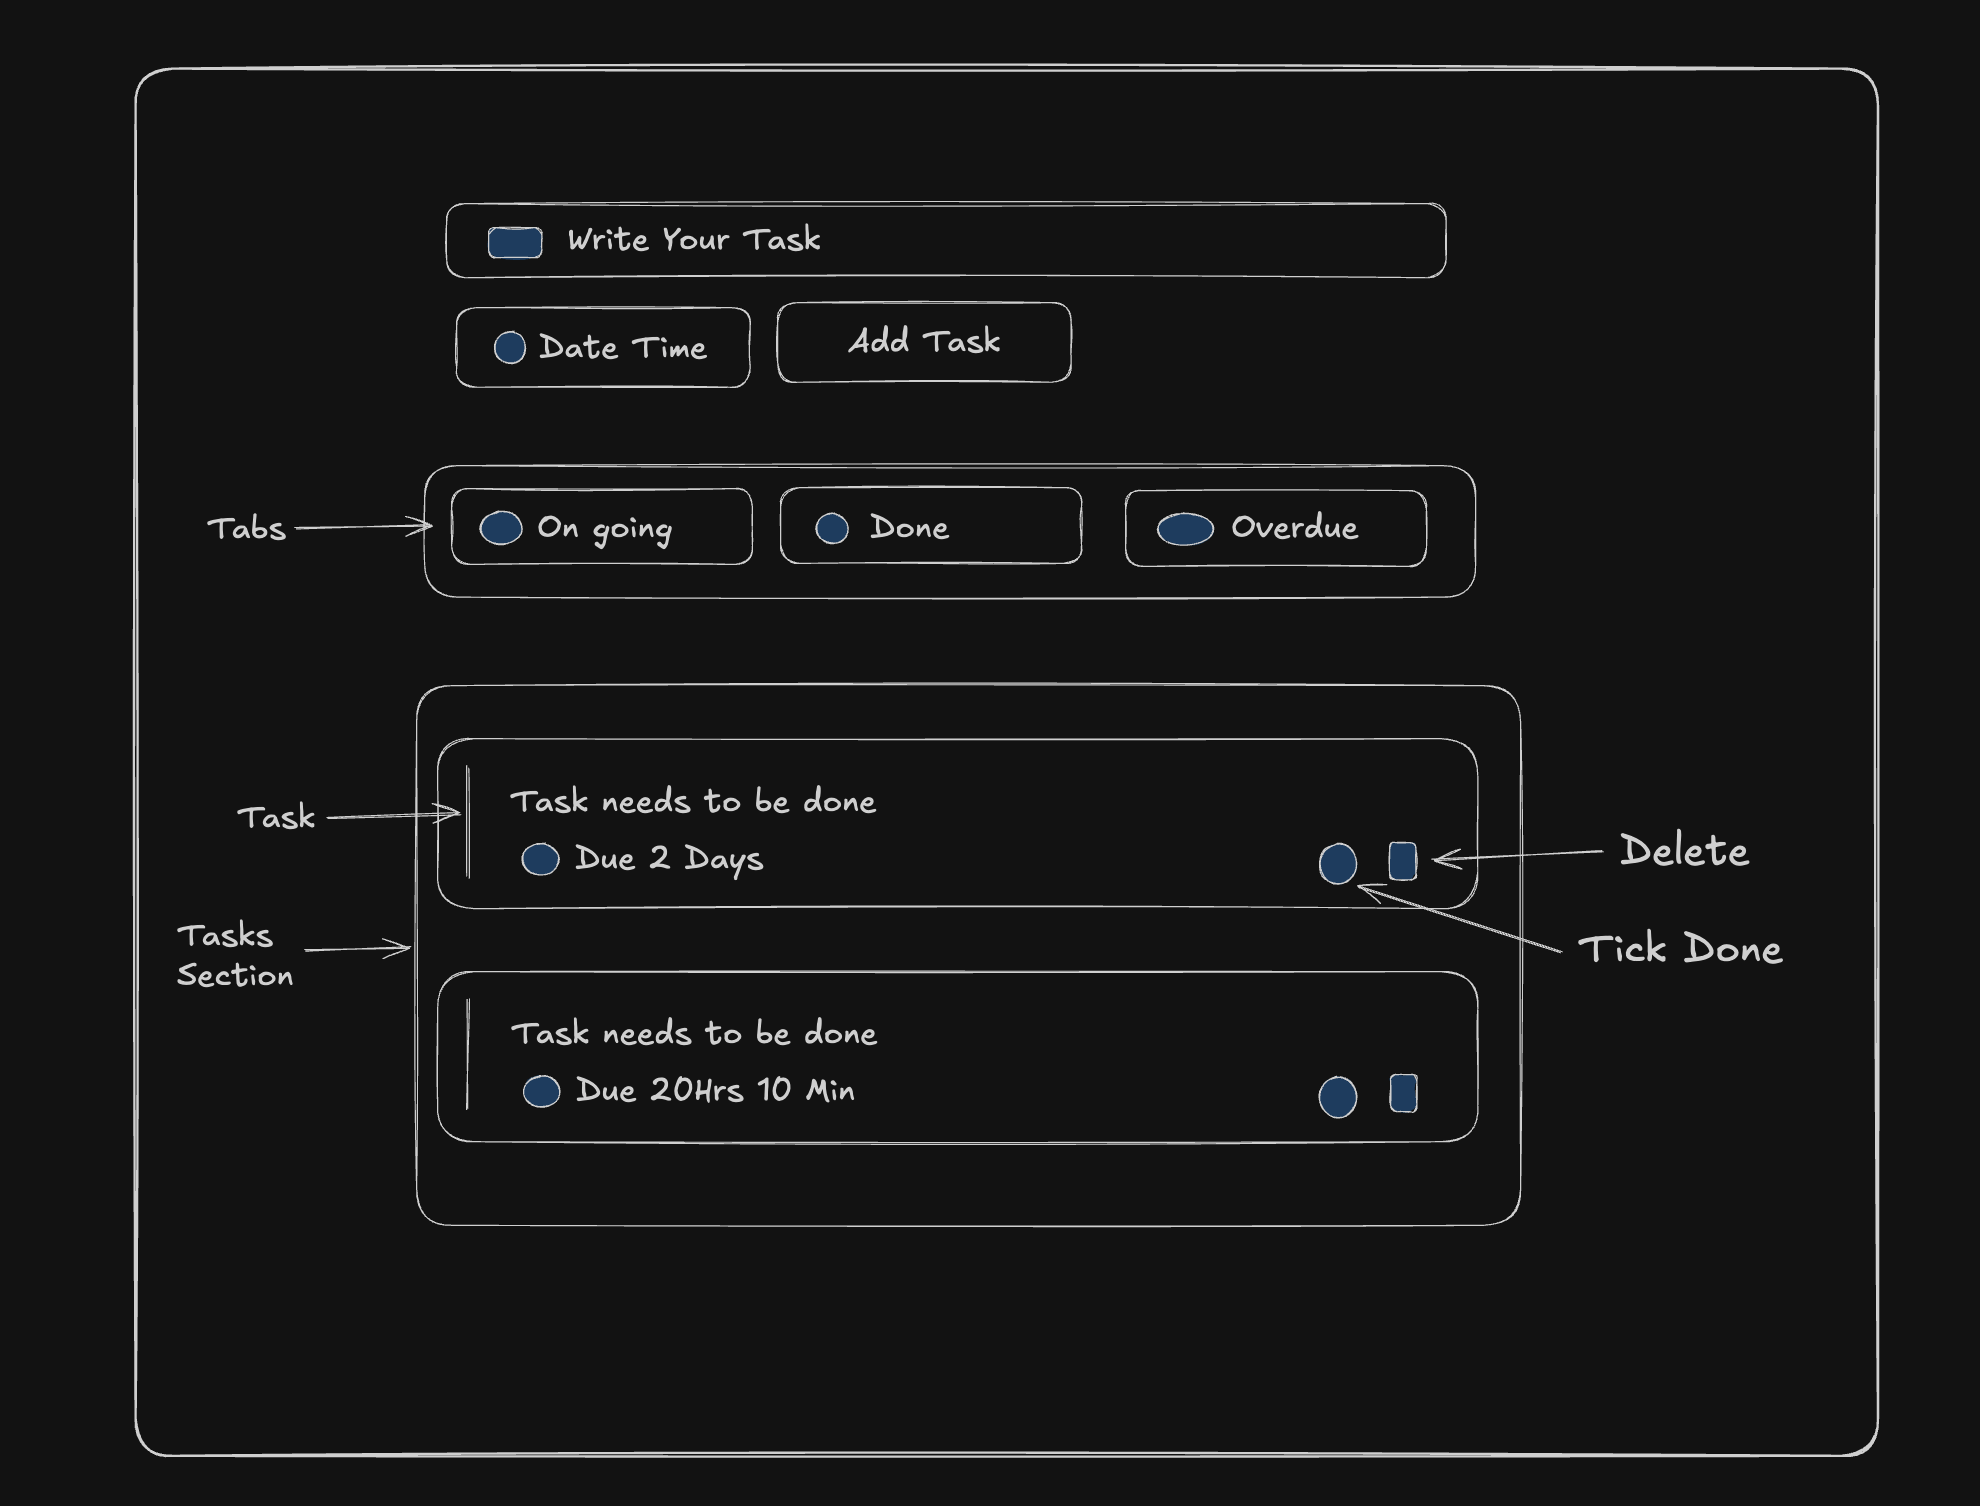 Write Your Task
Date Time
Add Task
Tabs
On going
Done
Overdue
Task
Task needs to be done
Due 2 Days
Delete
Tick Done
Tasks
Section
Task needs to be done
Due 20Hrs 10 Min